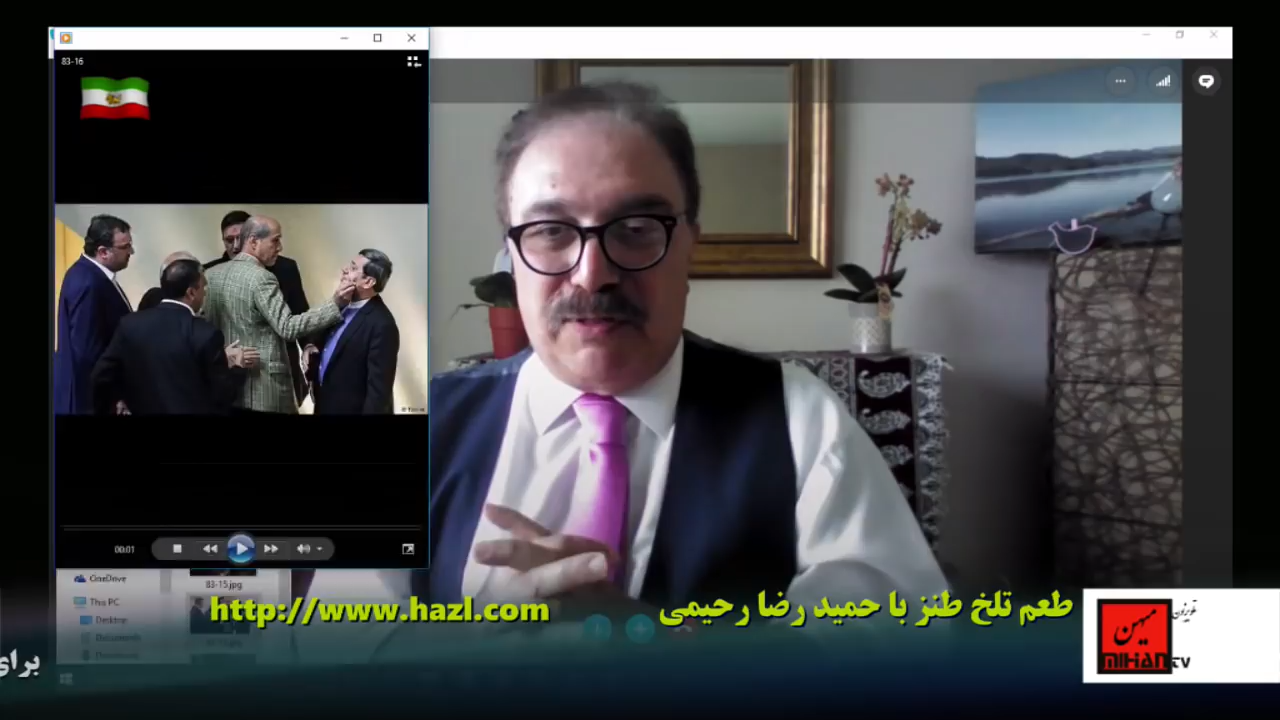 83-16
00:01
OneDrive
This PC
Desktop
Documents
83-15.jpg
http://www.hazl.com
طعم تلخ طنز با حمید رضا رحیمی
برای
تلویزیون
میهن
MIHAN TV